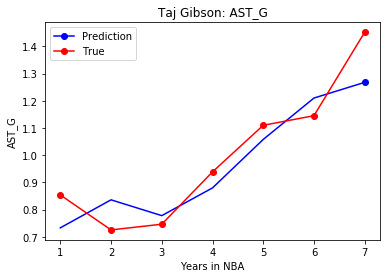 Taj Gibson: AST_G
Prediction
True
AST_G
1.4
1.3
1.2
1.1
1.0
0.9
0.8
0.7
1 2 3 4 5 6 7
Years in NBA